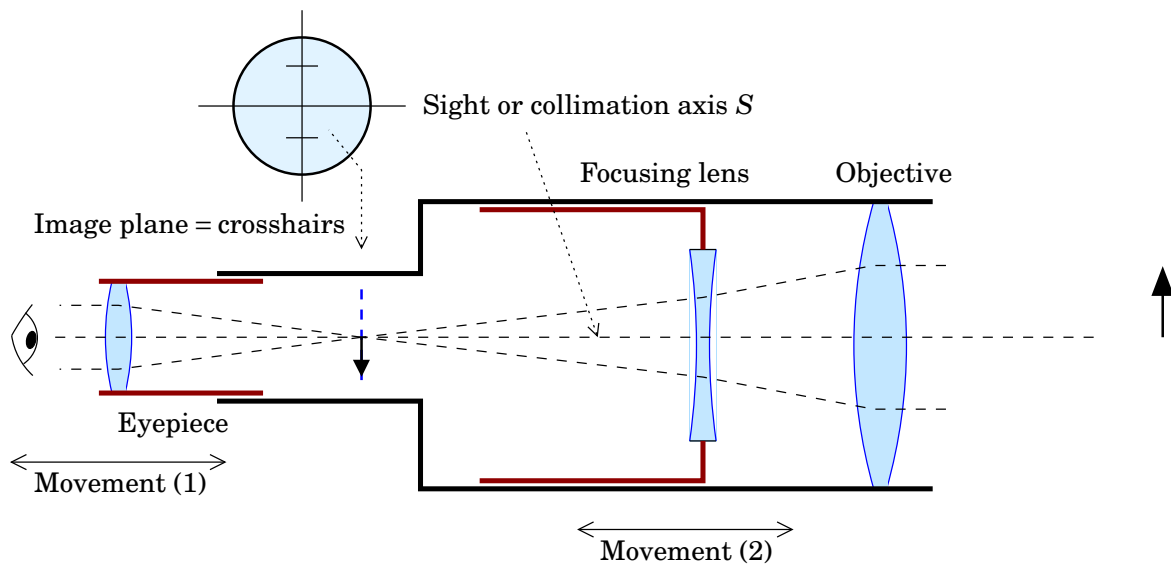 Sight or collimation axis S
Focusing lens
Objective
Image plane = crosshairs
Eyepiece
Movement (1)
Movement (2)